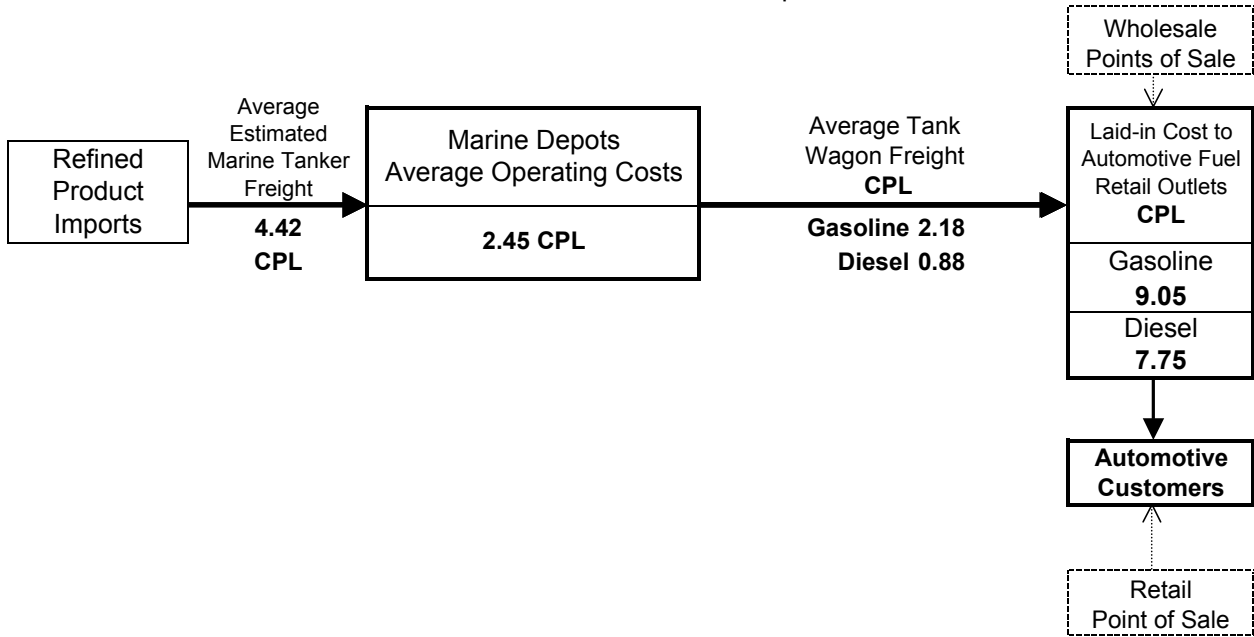 Wholesale
Points of Sale
Refined
Product
Imports
Average
Estimated
Marine Tanker
Freight
4.42
CPL
Marine Depots
Average Operating Costs
2.45 CPL
Average Tank
Wagon Freight
CPL
Gasoline 2.18
Diesel 0.88
Laid-in Cost to
Automotive Fuel
Retail Outlets
CPL
Gasoline
9.05
Diesel
7.75
Automotive
Customers
Retail
Point of Sale